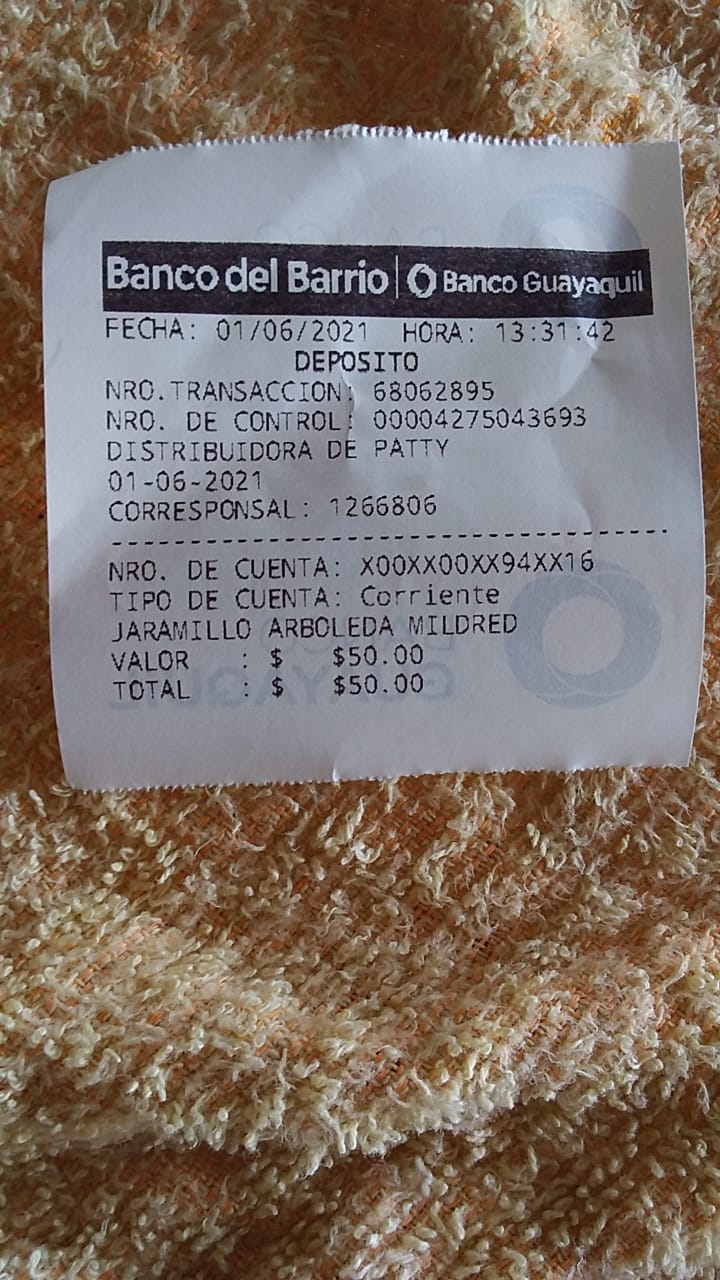 Banco del Barrio | Banco Guayaquil
FECHA: 01/06/2021 HORA: 13:31:42
DEPOSITO
NRO.TRANSACCION: 68062895
NRO. DE CONTROL: 00004275043693
DISTRIBUIDORA DE PATTY
01-06-2021
CORRESPONSAL: 1266806
NRO. DE CUENTA: X00XX00XX94XX16
TIPO DE CUENTA: Corriente
JARAMILLO ARBOLEDA MILDRED
VALOR : $ $50.00
TOTAL : $ $50.00